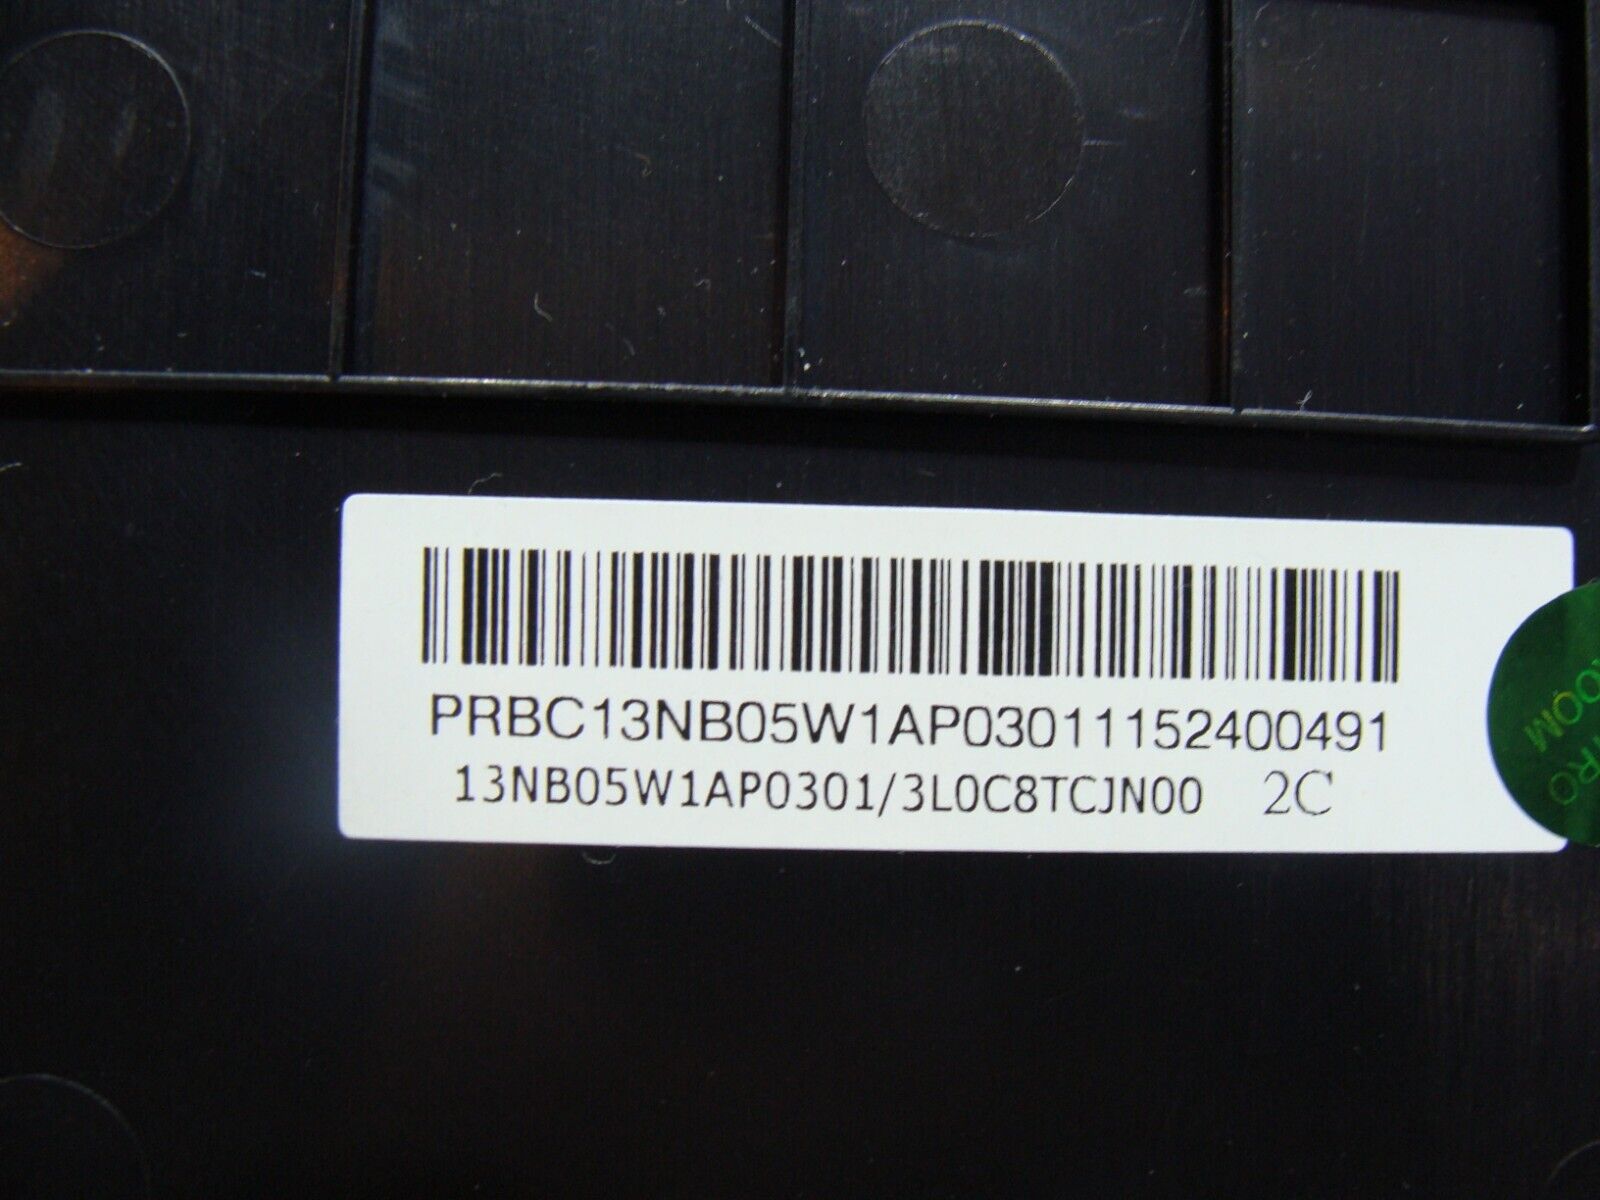 PRBC13NB05W1AP03011152400491
13NB05W1AP0301/3L0C8TCJN00 2C